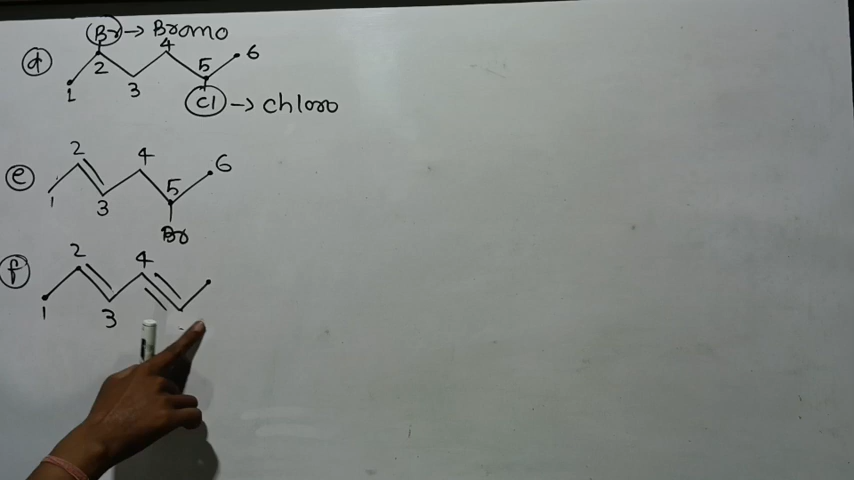 Br → Bromo
d 1 2 3 4 5 6
Cl → chloro
e 1 2 3 4 5 6
Br
f 1 2 3 4